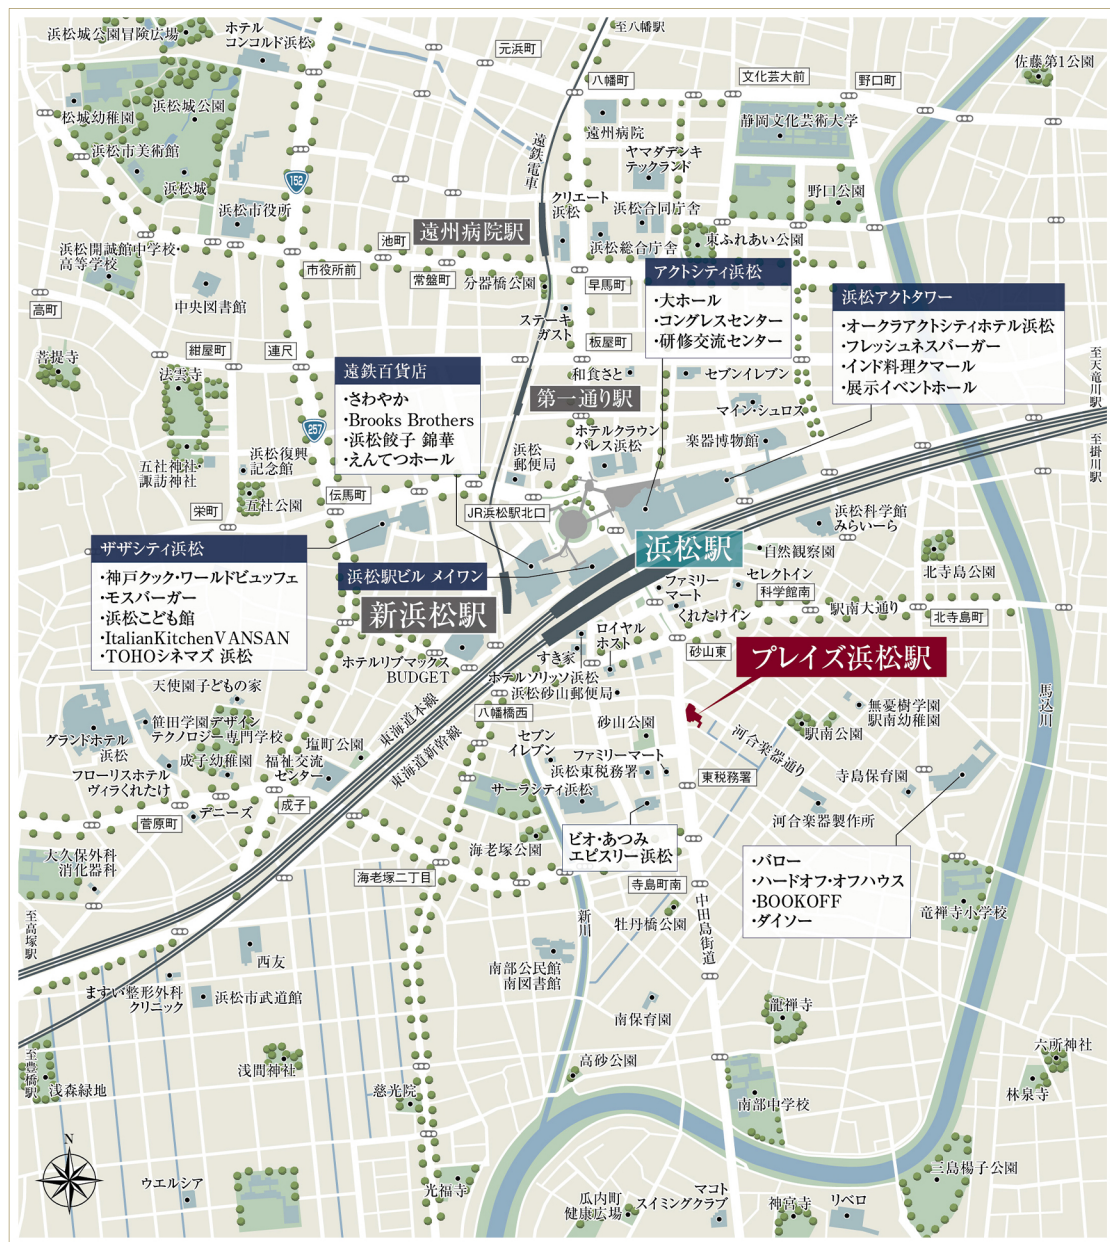 至八幡駅
浜松城公園冒険広場
ホテル
コンコルド浜松
元浜町
八幡町
文化芸大前
野口町
佐藤第1公園
松城幼稚園
浜松城公園
遠州病院
静岡文化芸術大学
浜松市美術館
遠鉄電車
ヤマダデンキ
テックランド
浜松城
152
クリエート
浜松
野口公園
浜松市役所
浜松合同庁舎
遠州病院駅
池町
浜松総合庁舎
東ふれあい公園
浜松開誠館中学校・
高等学校
市役所前
常盤町
分器橋公園
早馬町
中央図書館
高町
ステーキ
ガスト
アクトシティ浜松
・大ホール
・コングレスセンター
・研修交流センター
浜松アクトタワー
・オークラアクトシティホテル浜松
・フレッシュネスバーガー
・インド料理クマール
・展示イベントホール
板屋町
紺屋町
連尺
菩提寺
法雲寺
和食さと
セブンイレブン
至天竜川駅
遠鉄百貨店
・さわやか
・Brooks Brothers
・浜松餃子 錦華
・えんてつホール
第一通り駅
マイン・シュロス
257
ホテルクラウン
パレス浜松
楽器博物館
至掛川駅
浜松
郵便局
五社神社
諏訪神社
浜松復興
記念館
五社公園
伝馬町
栄町
JR浜松駅北口
浜松科学館
みらいーら
ザザシティ浜松
・神戸クック・ワールドビュッフェ
・モスバーガー
・浜松こども館
・ItalianKitchenVANSAN
・TOHOシネマズ 浜松
浜松駅ビル メイワン
浜松駅
自然観察園
北寺島公園
新浜松駅
ファミリー
マート
セレクトイン
科学館南
くれたけイン
駅南大通り
北寺島町
ロイヤル
ホスト
すき家
砂山東
プレイズ浜松駅
ホテルリブマックス
BUDGET
ホテルソリッソ浜松
浜松砂山郵便局
天使園子どもの家
東海道本線
東海道新幹線
八幡橋西
砂山公園
無憂樹学園
駅南幼稚園
馬込川
グランドホテル
浜松
笹田学園デザイン
テクノロジー専門学校
塩町公園
駅南公園
河合楽器通り
成子幼稚園
福祉交流
センター
セブン
イレブン
ファミリーマート
浜松東税務署
東税務署
寺島保育園
フローリスホテル
ヴィラくれたけ
サーラシティ浜松
成子
デニーズ
菅原町
河合楽器製作所
ビオ・あつみ
エビスリー浜松
海老塚公園
大久保外科
消化器科
海老塚二丁目
寺島町南
・バロー
・ハードオフ・オフハウス
・BOOKOFF
・ダイソー
竜禅寺小学校
至高塚駅
新川
牡丹橋公園
中田島街道
西友
南部公民館
南図書館
ますい整形外科
クリニック
浜松市武道館
南保育園
龍禅寺
至豊橋駅
浅森緑地
浅間神社
高砂公園
慈光院
南部中学校
六所神社
林泉寺
N
ウエルシア
光福寺
瓜内町
健康広場
マコト
スイミングクラブ
神宮寺
リベロ
三島楊子公園